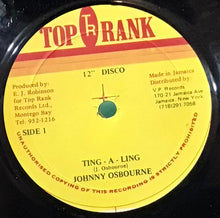 TOP TR RANK
12" DISCO
Produced by:
E. J. Robinson
for Top Rank
Records Ltd.,
Montego Bay
Tel: 952-1216
SIDE 1
Made in Jamaica
Distributed by
V.P. Records
170-21 Jamaica Ave
Jamaica, New York
(718)291-7058
TING - A - LING
(J. Osbourne)
JOHNNY OSBOURNE
UNAUTHORISED COPYING OF THIS RECORDING IS STRICTLY PROHIBITED